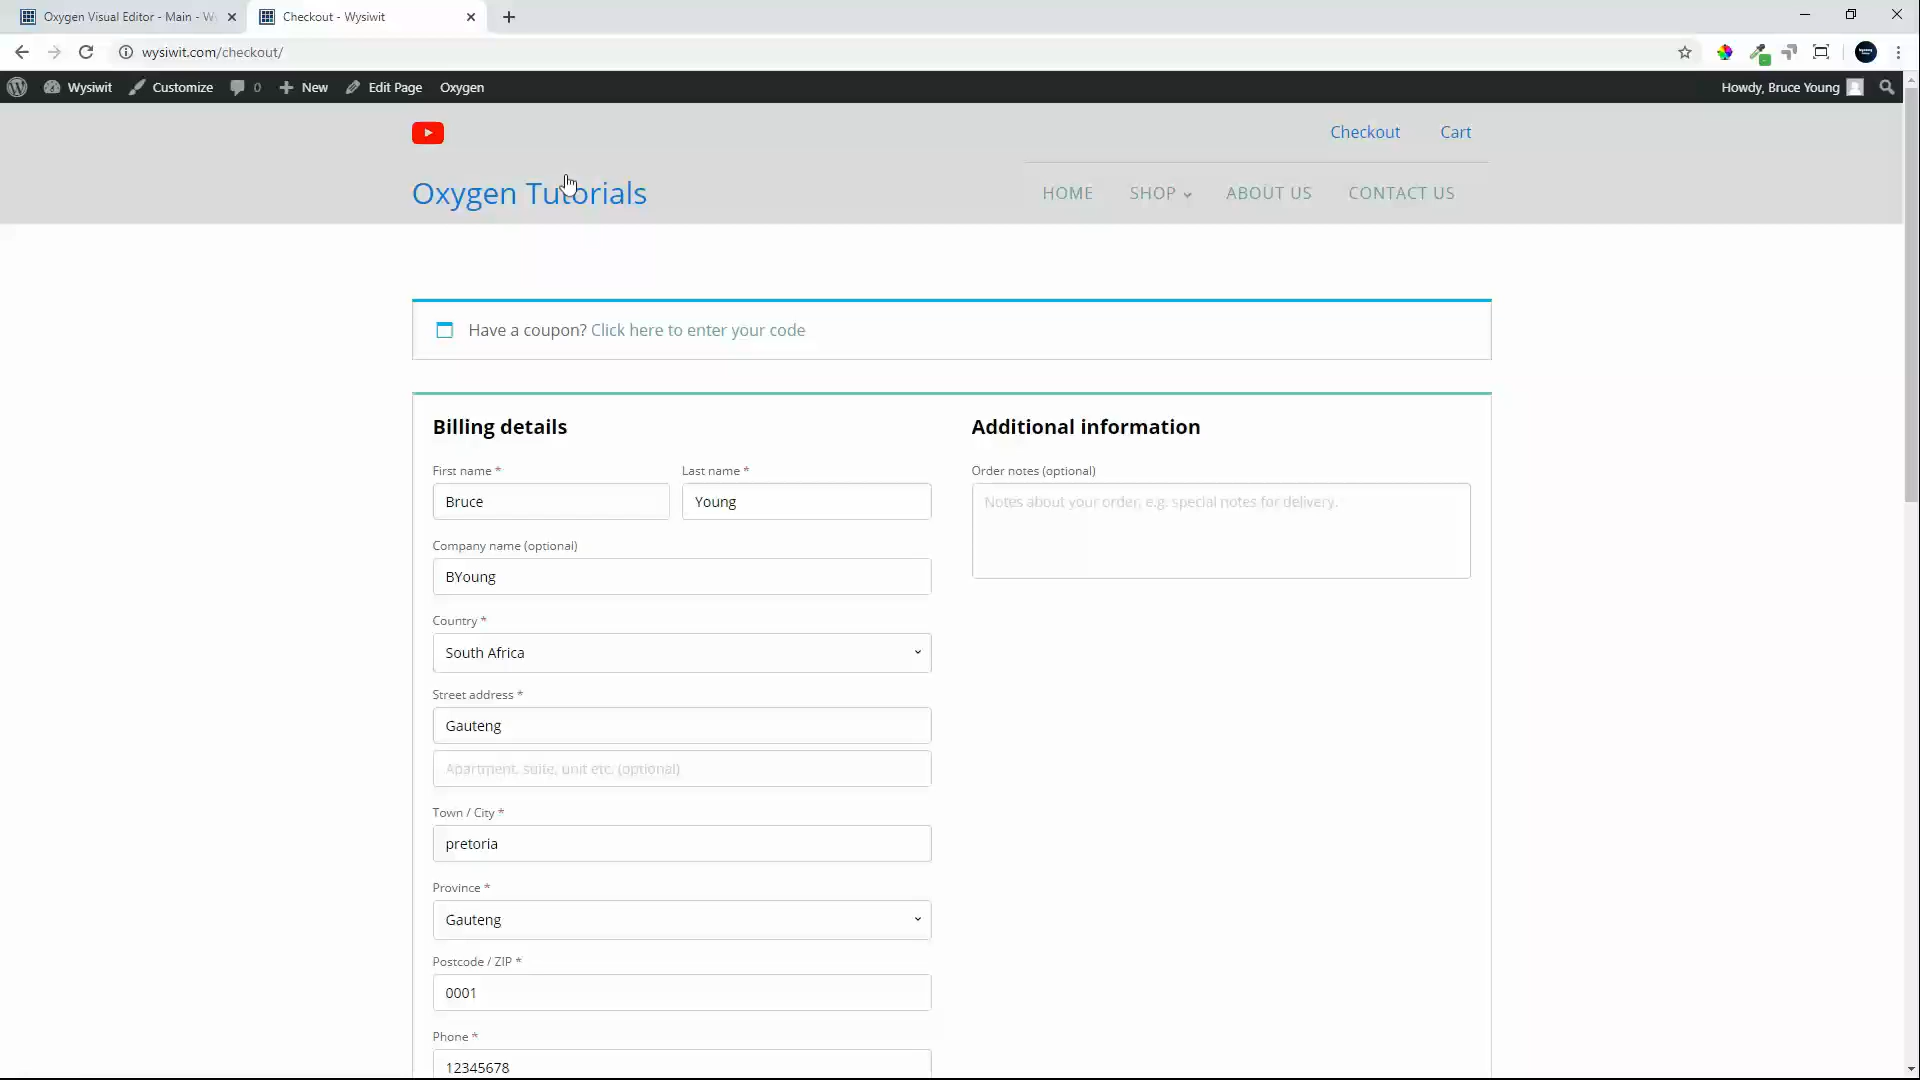 Oxygen Visual Editor - Main - W
Checkout - Wysiwit
wysiwit.com/checkout/
Wysiwit
Customize
0
New
Edit Page
Oxygen
Howdy, Bruce Young
Checkout
Cart
Oxygen Tutorials
HOME
SHOP
ABOUT US
CONTACT US
Have a coupon? Click here to enter your code
Billing details
First name *
Last name *
Bruce
Young
Company name (optional)
BYoung
Country *
South Africa
Street address *
Gauteng
Apartment, suite, unit etc. (optional)
Town / City *
pretoria
Province *
Gauteng
Postcode / ZIP *
0001
Phone *
12345678
Additional information
Order notes (optional)
Notes about your order, e.g. special notes for delivery.